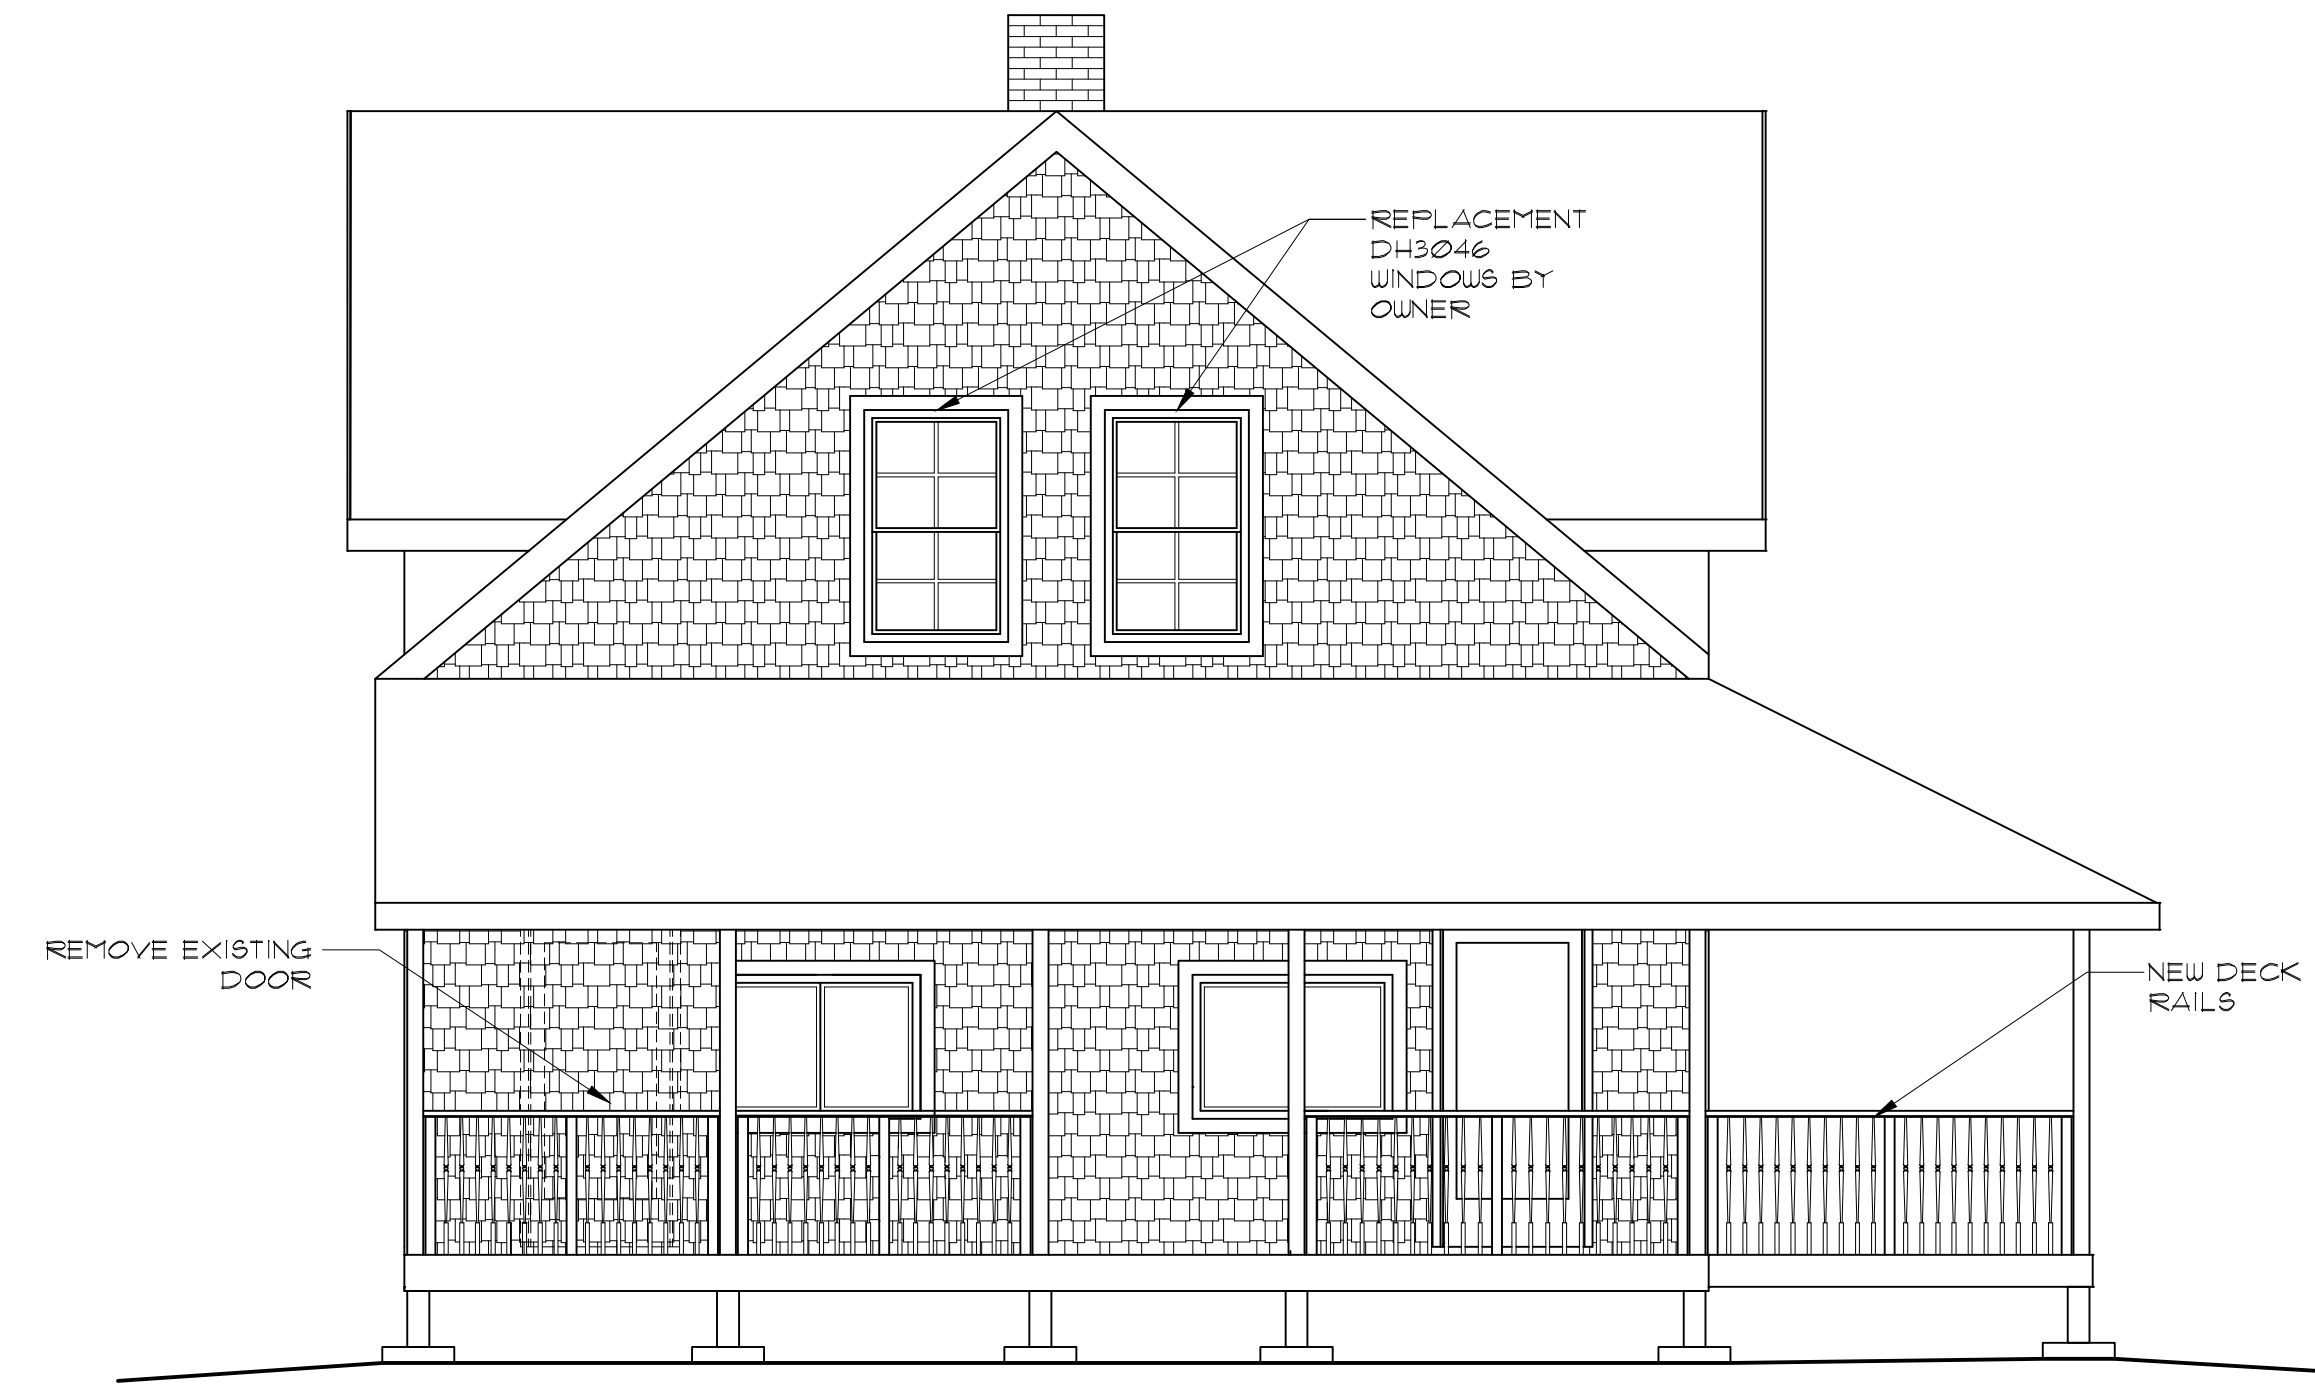 REPLACEMENT
DH3046
WINDOWS BY
OWNER
REMOVE EXISTING
DOOR
NEW DECK
RAILS